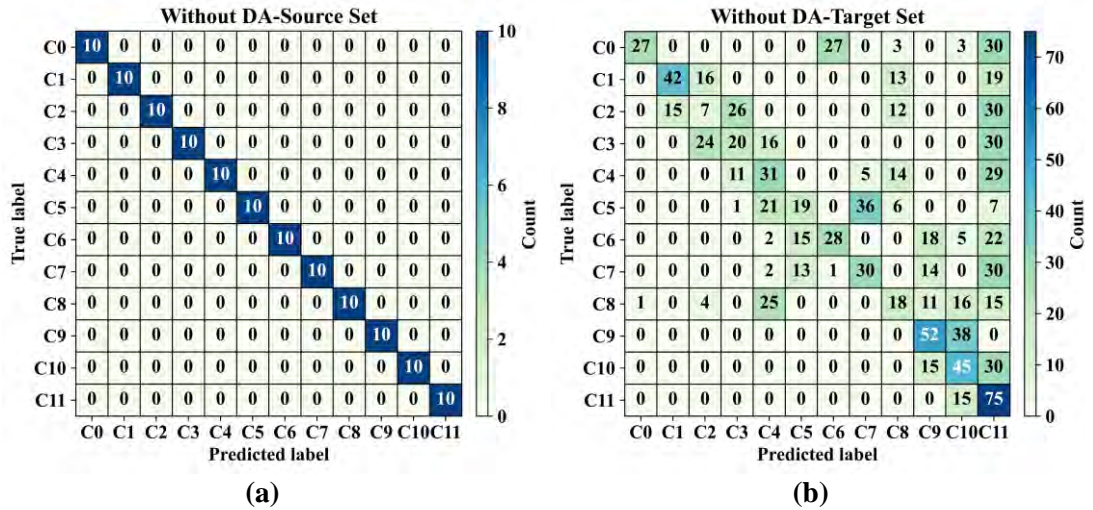 Without DA-Source Set
C0 10 0 0 0 0 0 0 0 0 0 0 0
C1 0 10 0 0 0 0 0 0 0 0 0 0
C2 0 0 10 0 0 0 0 0 0 0 0 0
C3 0 0 0 10 0 0 0 0 0 0 0 0
C4 0 0 0 0 10 0 0 0 0 0 0 0
C5 0 0 0 0 0 10 0 0 0 0 0 0
C6 0 0 0 0 0 0 10 0 0 0 0 0
C7 0 0 0 0 0 0 0 10 0 0 0 0
C8 0 0 0 0 0 0 0 0 10 0 0 0
C9 0 0 0 0 0 0 0 0 0 10 0 0
C10 0 0 0 0 0 0 0 0 0 0 10 0
C11 0 0 0 0 0 0 0 0 0 0 0 10
C0 C1 C2 C3 C4 C5 C6 C7 C8 C9 C10 C11
Predicted label
True label
10
8
6
4
2
0
Count
(a)
Without DA-Target Set
C0 27 0 0 0 0 0 27 0 3 0 3 30
C1 0 42 16 0 0 0 0 0 13 0 0 19
C2 0 15 7 26 0 0 0 0 12 0 0 30
C3 0 0 24 20 16 0 0 0 0 0 0 30
C4 0 0 0 11 31 0 0 5 14 0 0 29
C5 0 0 0 1 21 19 0 36 6 0 0 7
C6 0 0 0 0 2 15 28 0 0 18 5 22
C7 0 0 0 0 2 13 1 30 0 14 0 30
C8 1 0 4 0 25 0 0 0 18 11 16 15
C9 0 0 0 0 0 0 0 0 0 52 38 0
C10 0 0 0 0 0 0 0 0 0 15 45 30
C11 0 0 0 0 0 0 0 0 0 0 15 75
C0 C1 C2 C3 C4 C5 C6 C7 C8 C9 C10 C11
Predicted label
True label
70
60
50
40
30
20
10
0
Count
(b)